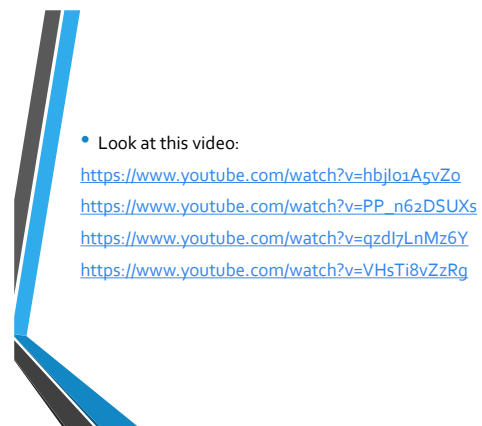 • Look at this video:
https://www.youtube.com/watch?v=hbjI01A5vZ0
https://www.youtube.com/watch?v=PP_n62DSUXs
https://www.youtube.com/watch?v=qzdI7LnMz6Y
https://www.youtube.com/watch?v=VHsTi8vZzRg